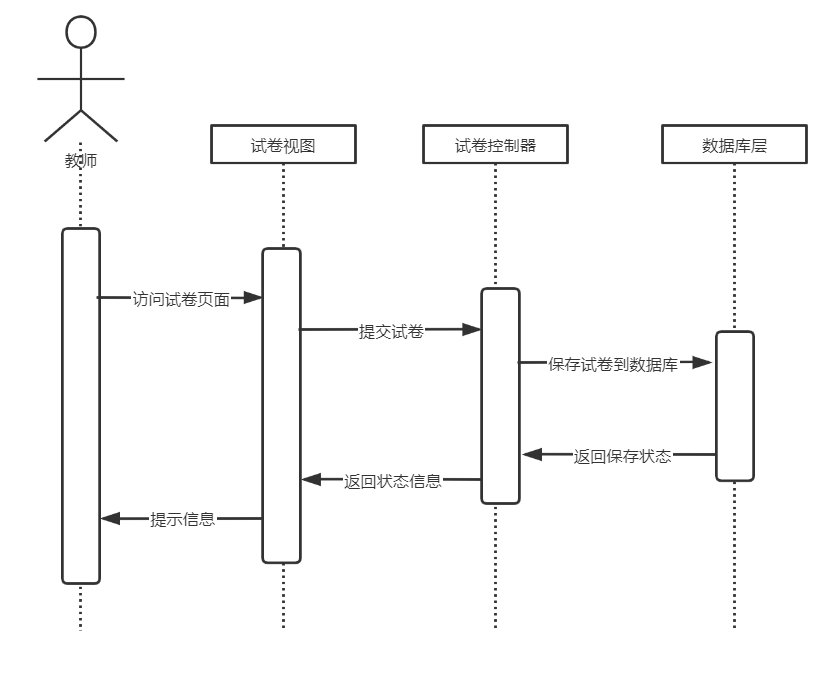 教师
试卷视图
试卷控制器
数据库层
访问试卷页面
提交试卷
保存试卷到数据库
返回保存状态
返回状态信息
提示信息